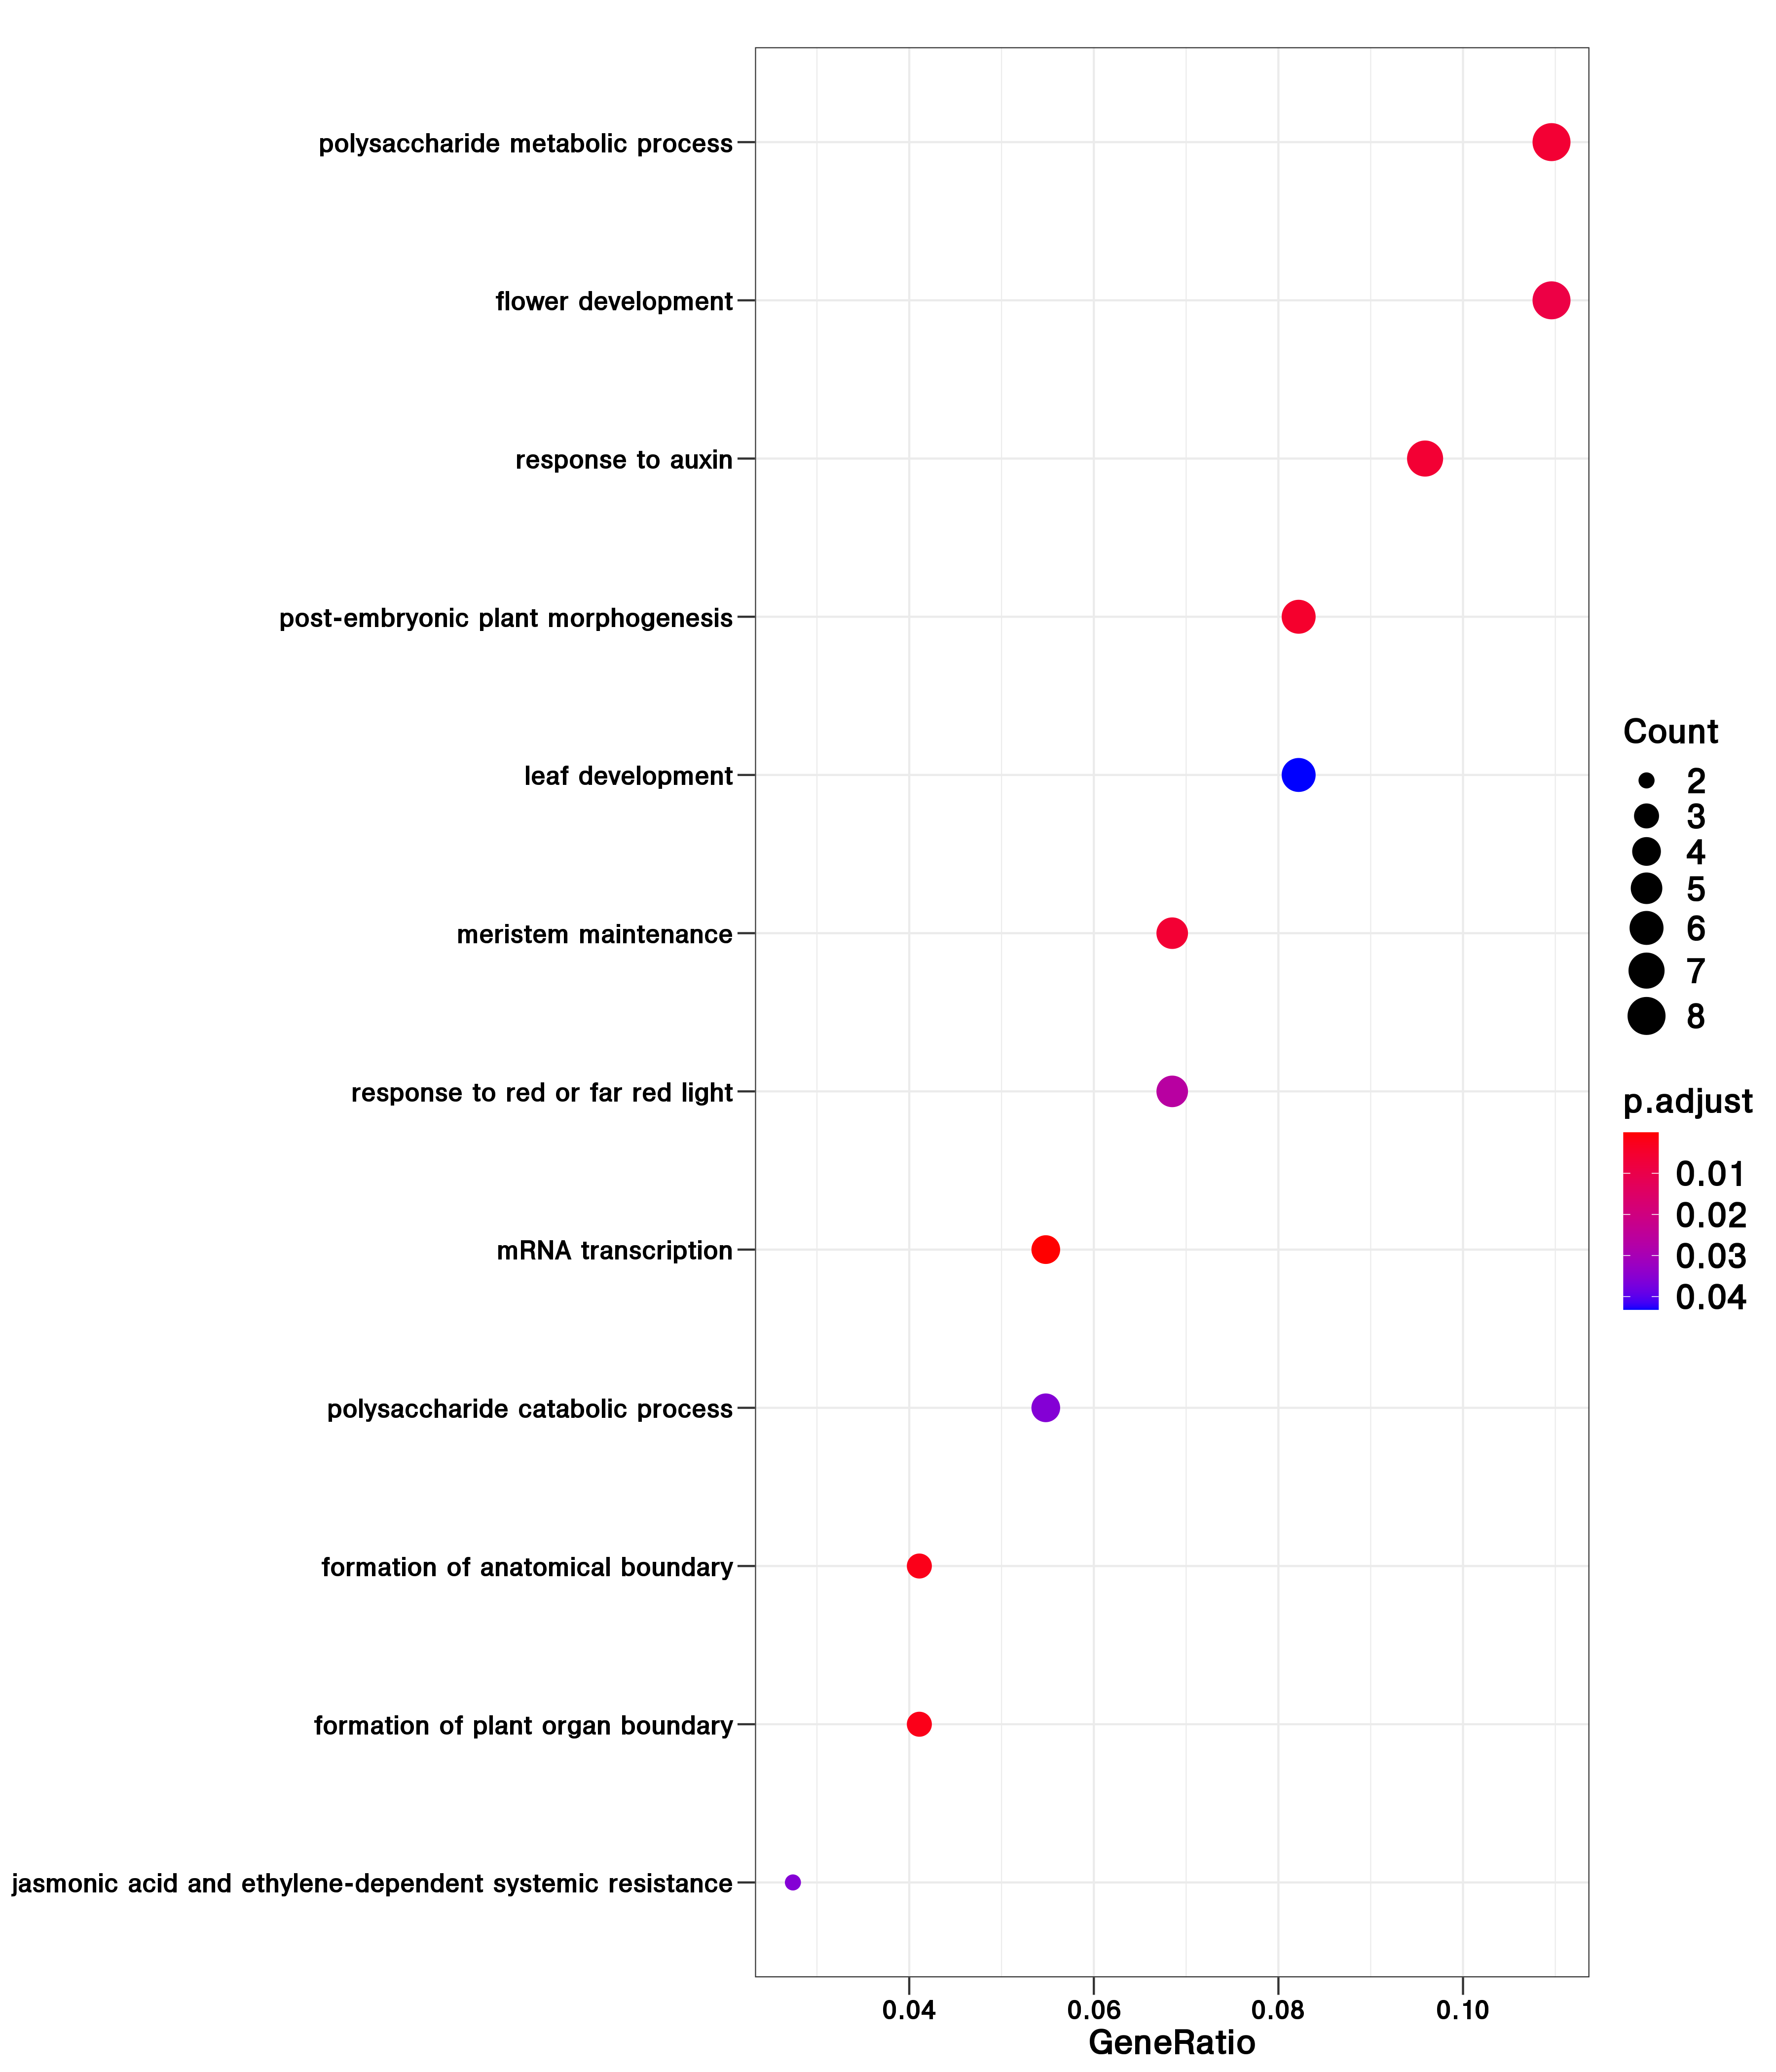 polysaccharide metabolic process
flower development
response to auxin
post-embryonic plant morphogenesis
leaf development
meristem maintenance
response to red or far red light
mRNA transcription
polysaccharide catabolic process
formation of anatomical boundary
formation of plant organ boundary
jasmonic acid and ethylene-dependent systemic resistance
0.04 0.06 0.08 0.10
GeneRatio
Count
2
3
4
5
6
7
8
p.adjust
0.01
0.02
0.03
0.04